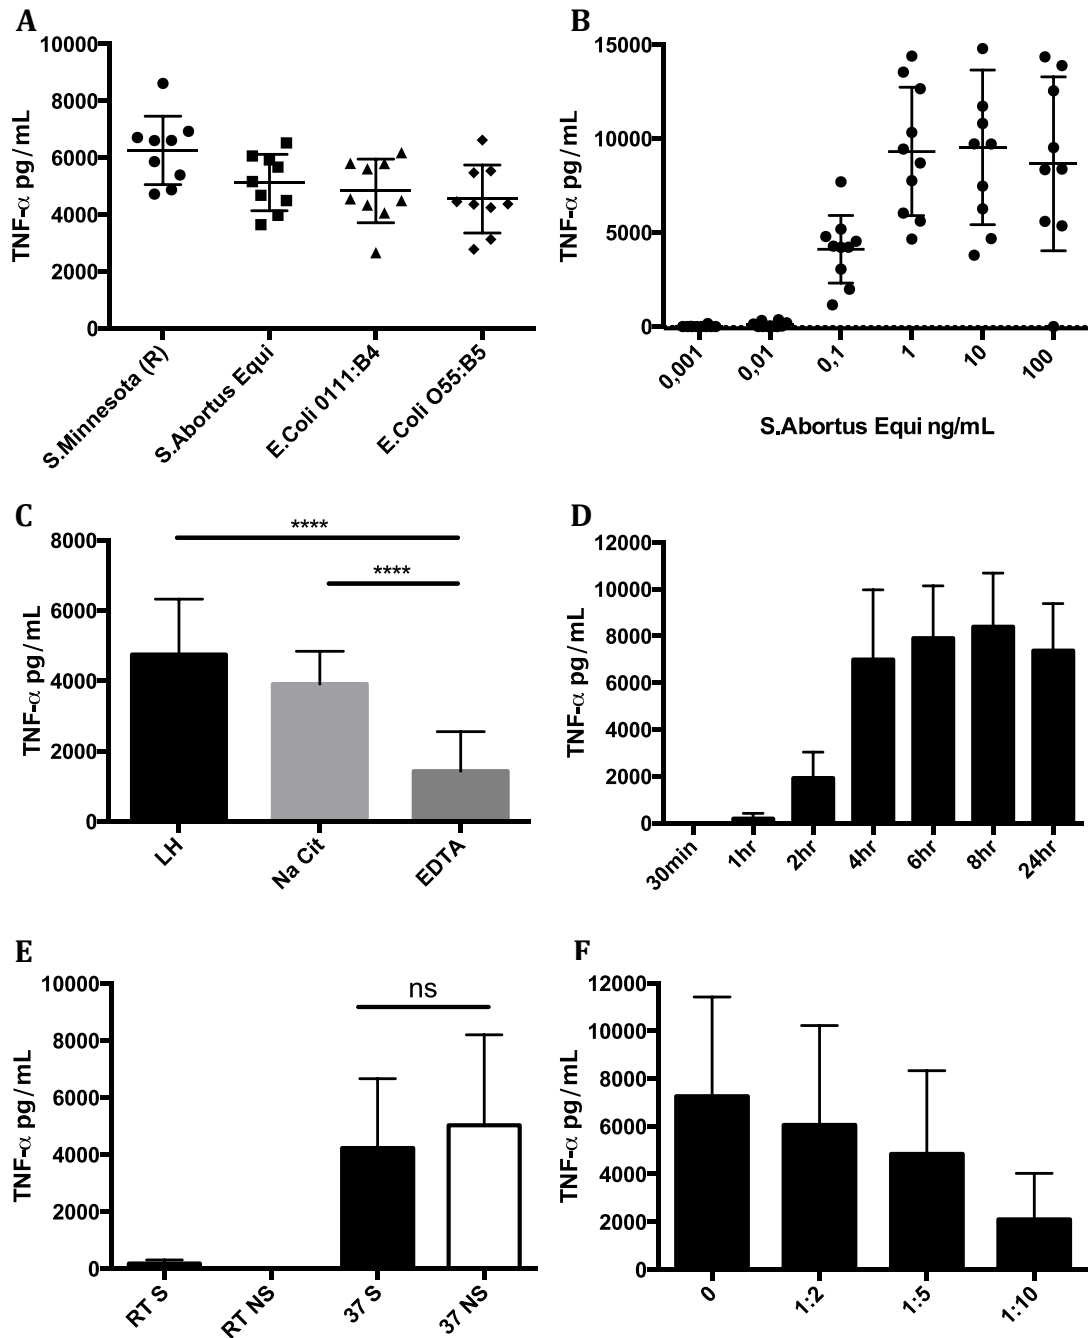 A
TNF-α pg/mL
10000
8000
6000
4000
2000
0
S.Minnesota (R)
S.Abortus Equi
E.Coli 0111:B4
E.Coli O55:B5
B
TNF-α pg/mL
15000
10000
5000
0
0,001
0,01
0,1
1
10
100
S.Abortus Equi ng/mL
C
TNF-α pg/mL
8000
6000
4000
2000
0
****
****
LH
Na Cit
EDTA
D
TNF-α pg/mL
12000
10000
8000
6000
4000
2000
0
30min
1hr
2hr
4hr
6hr
8hr
24hr
E
TNF-α pg/mL
10000
8000
6000
4000
2000
0
ns
RT S
RT NS
37 S
37 NS
F
TNF-α pg/mL
12000
10000
8000
6000
4000
2000
0
0
1:2
1:5
1:10